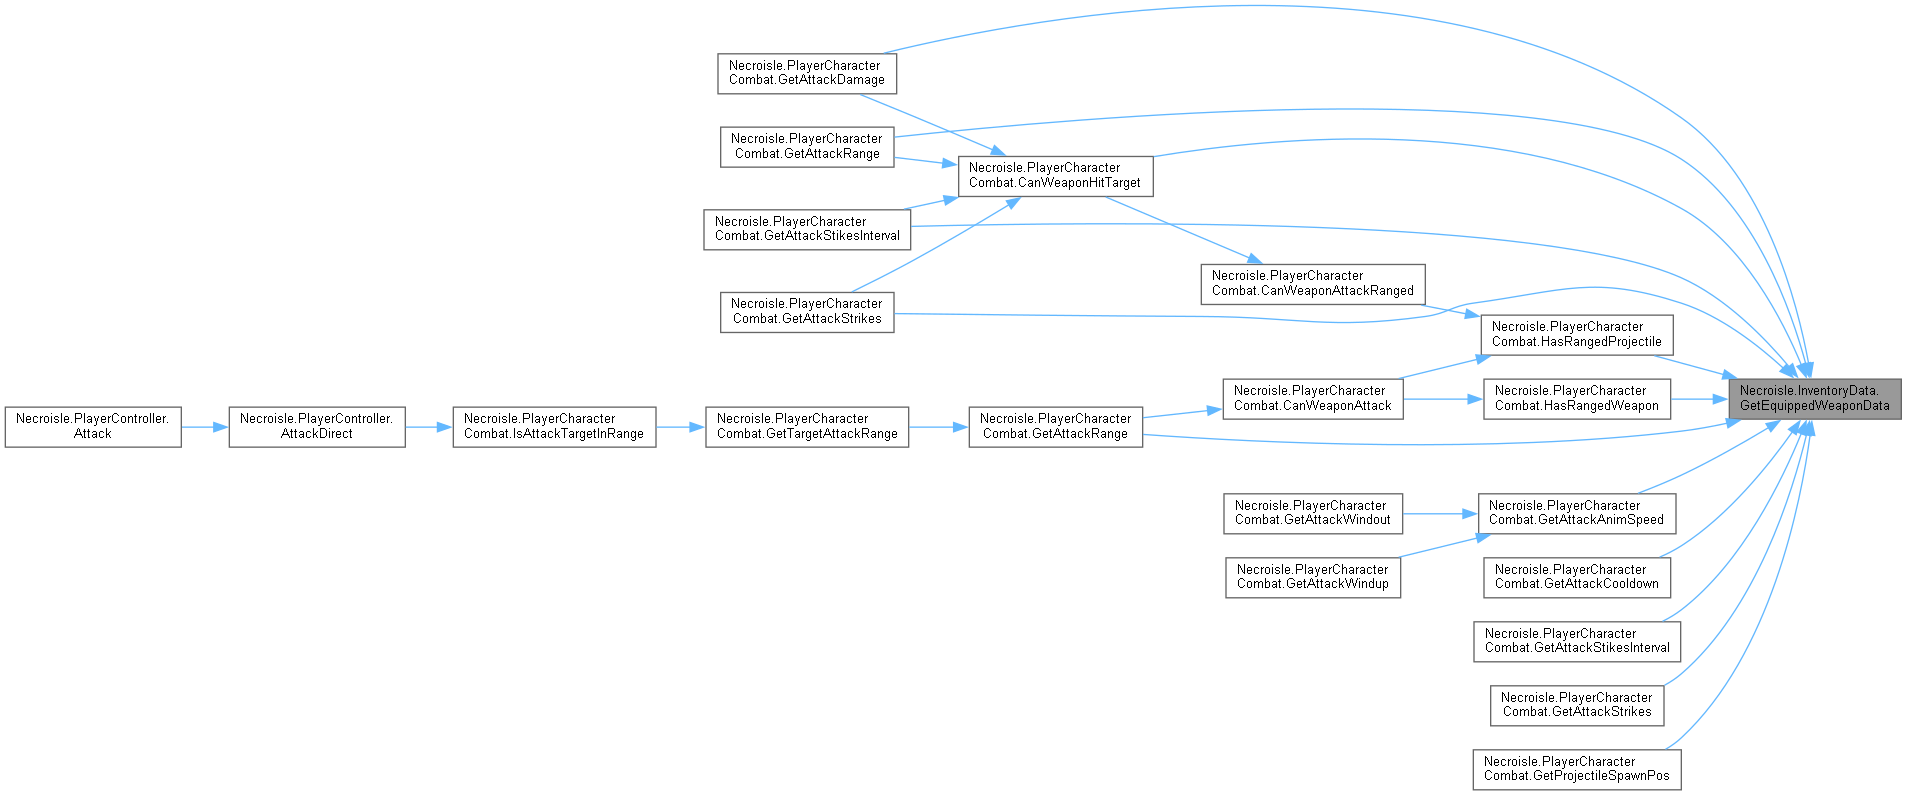 Necroisle.PlayerCharacter
Combat.GetAttackDamage
Necroisle.PlayerCharacter
Combat.GetAttackRange
Necroisle.PlayerCharacter
Combat.CanWeaponHitTarget
Necroisle.PlayerCharacter
Combat.GetAttackStikesInterval
Necroisle.PlayerCharacter
Combat.CanWeaponAttackRanged
Necroisle.PlayerCharacter
Combat.GetAttackStrikes
Necroisle.PlayerCharacter
Combat.HasRangedProjectile
Necroisle.PlayerController.
Attack
Necroisle.PlayerController.
AttackDirect
Necroisle.PlayerCharacter
Combat.IsAttackTargetInRange
Necroisle.PlayerCharacter
Combat.GetTargetAttackRange
Necroisle.PlayerCharacter
Combat.GetAttackRange
Necroisle.PlayerCharacter
Combat.CanWeaponAttack
Necroisle.PlayerCharacter
Combat.HasRangedWeapon
Necroisle.InventoryData.
GetEquippedWeaponData
Necroisle.PlayerCharacter
Combat.GetAttackWindout
Necroisle.PlayerCharacter
Combat.GetAttackAnimSpeed
Necroisle.PlayerCharacter
Combat.GetAttackWindup
Necroisle.PlayerCharacter
Combat.GetAttackCooldown
Necroisle.PlayerCharacter
Combat.GetAttackStikesInterval
Necroisle.PlayerCharacter
Combat.GetAttackStrikes
Necroisle.PlayerCharacter
Combat.GetProjectileSpawnPos